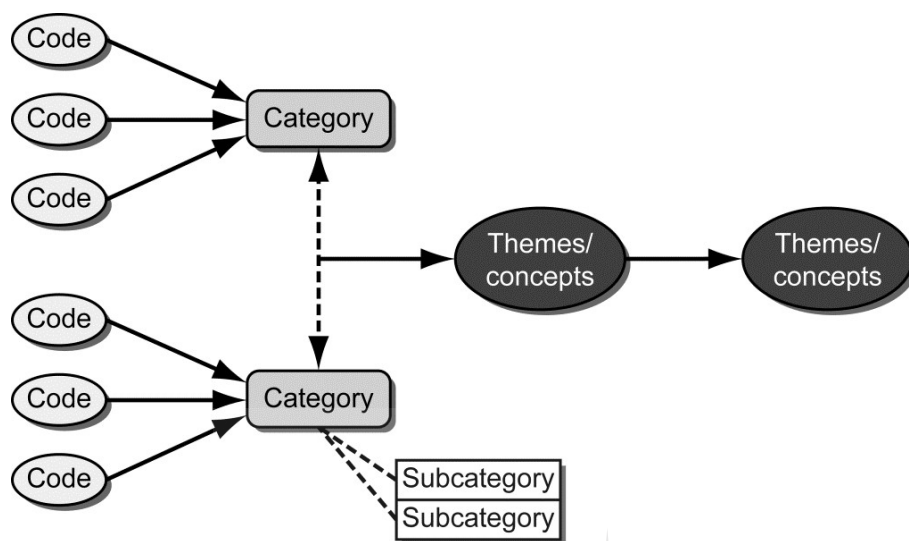 Code
Code
Category
Code
Themes/
concepts
Themes/
concepts
Code
Code
Category
Code
Subcategory
Subcategory